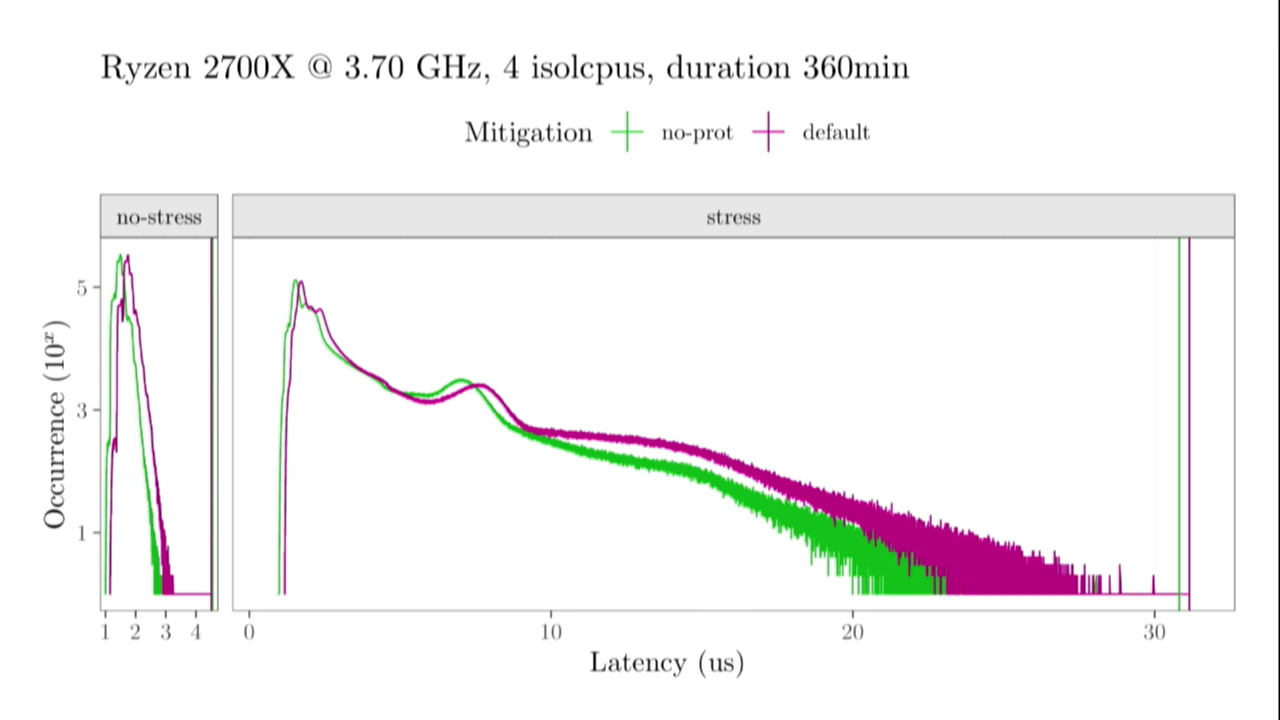 Ryzen 2700X @ 3.70 GHz, 4 isolcpus, duration 360min
Mitigation no-prot default
no-stress stress
Occurrence (10^x)
5
3
1
1 2 3 4 0 10 20 30
Latency (us)